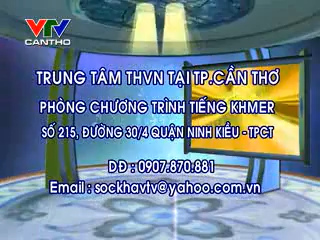 VTV
CANTHO
TRUNG TÂM THVN TẠI TP.CẦN THƠ
PHÒNG CHƯƠNG TRÌNH TIẾNG KHMER
SỐ 215, ĐƯỜNG 30/4 QUẬN NINH KIỀU - TPCT
DĐ : 0907.870.881
Email : sockhavtv@yahoo.com.vn